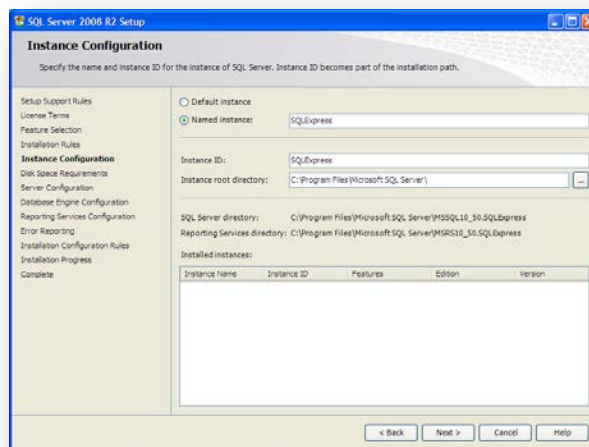 SQL Server 2008 R2 Setup
Instance Configuration
Specify the name and instance ID for the instance of SQL Server. Instance ID becomes part of the installation path.
Setup Support Rules
License Terms
Feature Selection
Installation Rules
Instance Configuration
Disk Space Requirements
Server Configuration
Database Engine Configuration
Reporting Services Configuration
Error Reporting
Installation Configuration Rules
Installation Progress
Complete
Default instance
Named instance: SQLExpress
Instance ID: SQLExpress
Instance root directory: C:\Program Files\Microsoft SQL Server\ ...
SQL Server directory: C:\Program Files\Microsoft SQL Server\MSSQL10_50.SQLExpress
Reporting Services directory: C:\Program Files\Microsoft SQL Server\MSRS10_50.SQLExpress
Installed instances:
Instance Name Instance ID Features Edition Version
< Back Next > Cancel Help